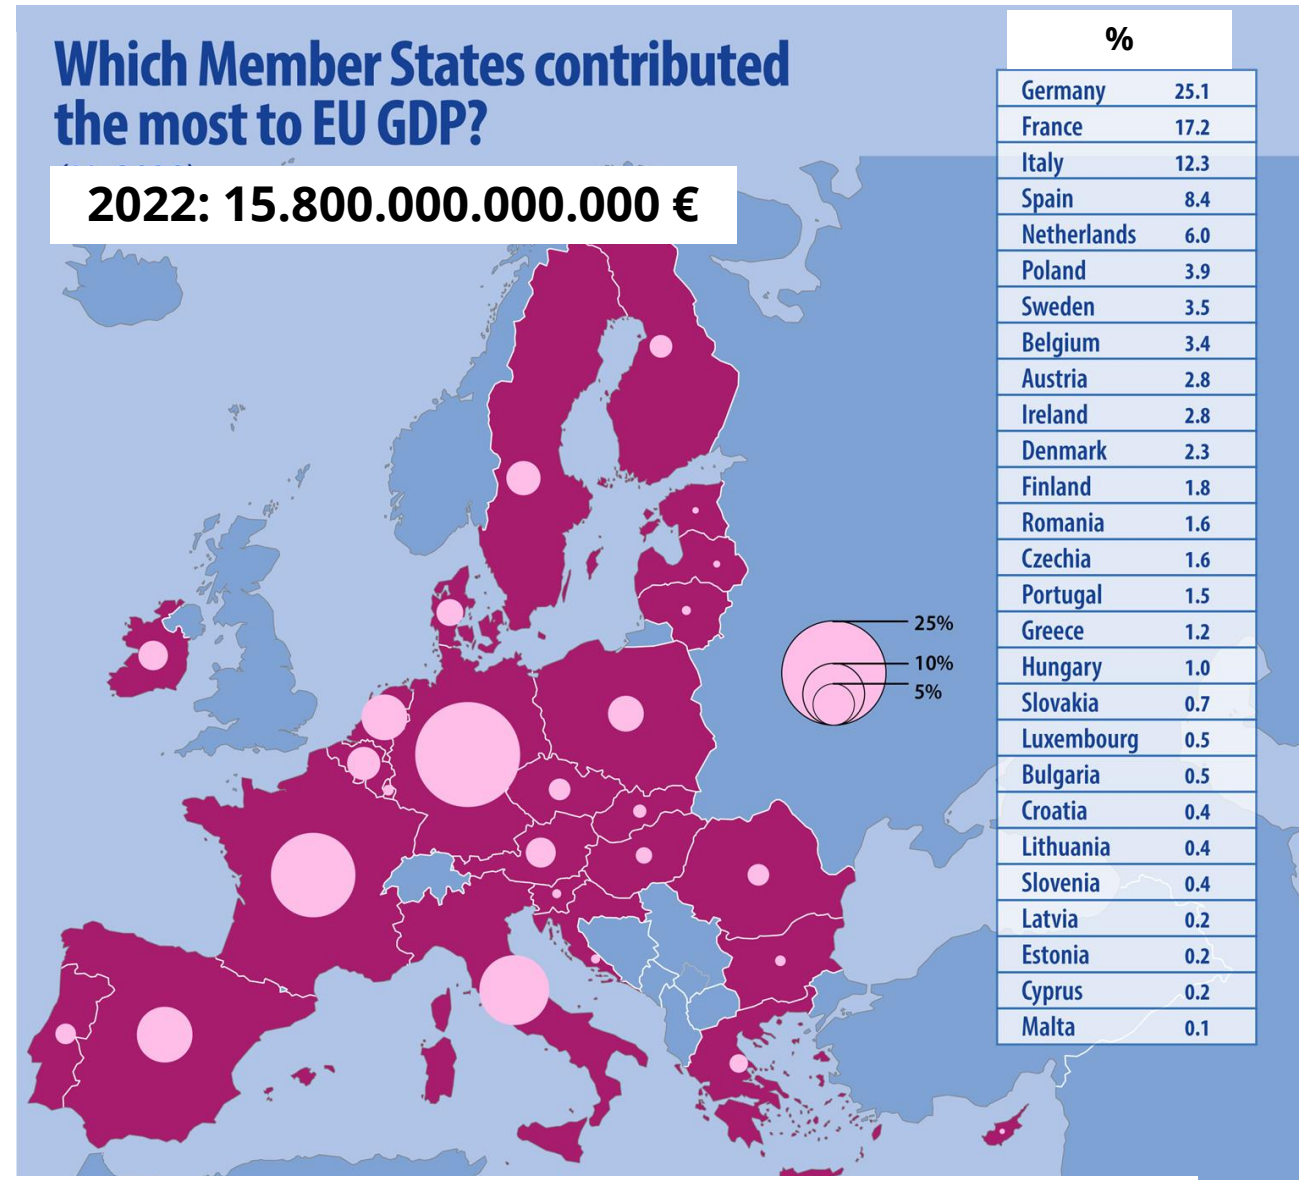 Which Member States contributed
the most to EU GDP?
2022: 15.800.000.000.000 €
%
Germany 25.1
France 17.2
Italy 12.3
Spain 8.4
Netherlands 6.0
Poland 3.9
Sweden 3.5
Belgium 3.4
Austria 2.8
Ireland 2.8
Denmark 2.3
Finland 1.8
Romania 1.6
Czechia 1.6
Portugal 1.5
Greece 1.2
Hungary 1.0
Slovakia 0.7
Luxembourg 0.5
Bulgaria 0.5
Croatia 0.4
Lithuania 0.4
Slovenia 0.4
Latvia 0.2
Estonia 0.2
Cyprus 0.2
Malta 0.1
25%
10%
5%